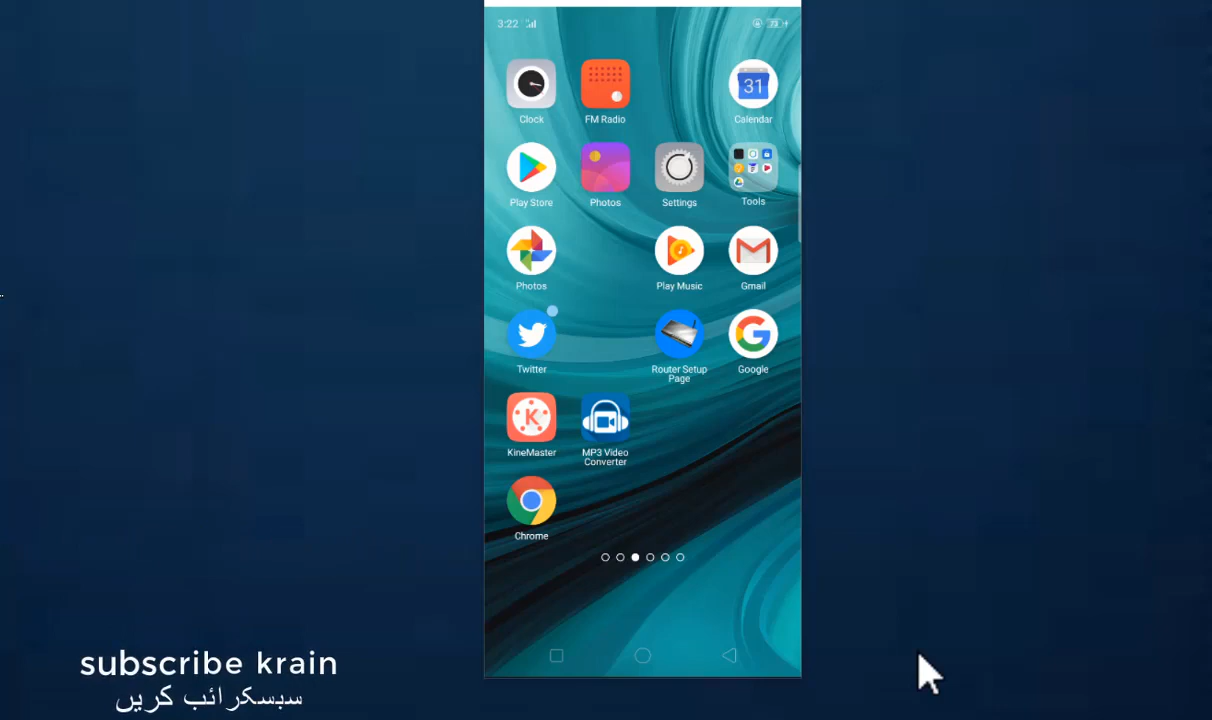 3:22
73
Clock
FM Radio
31
Calendar
Play Store
Photos
Settings
Tools
Photos
Play Music
Gmail
Twitter
Router Setup
Page
Google
KineMaster
MP3 Video
Converter
Chrome
subscribe krain
سبسکرائب کریں